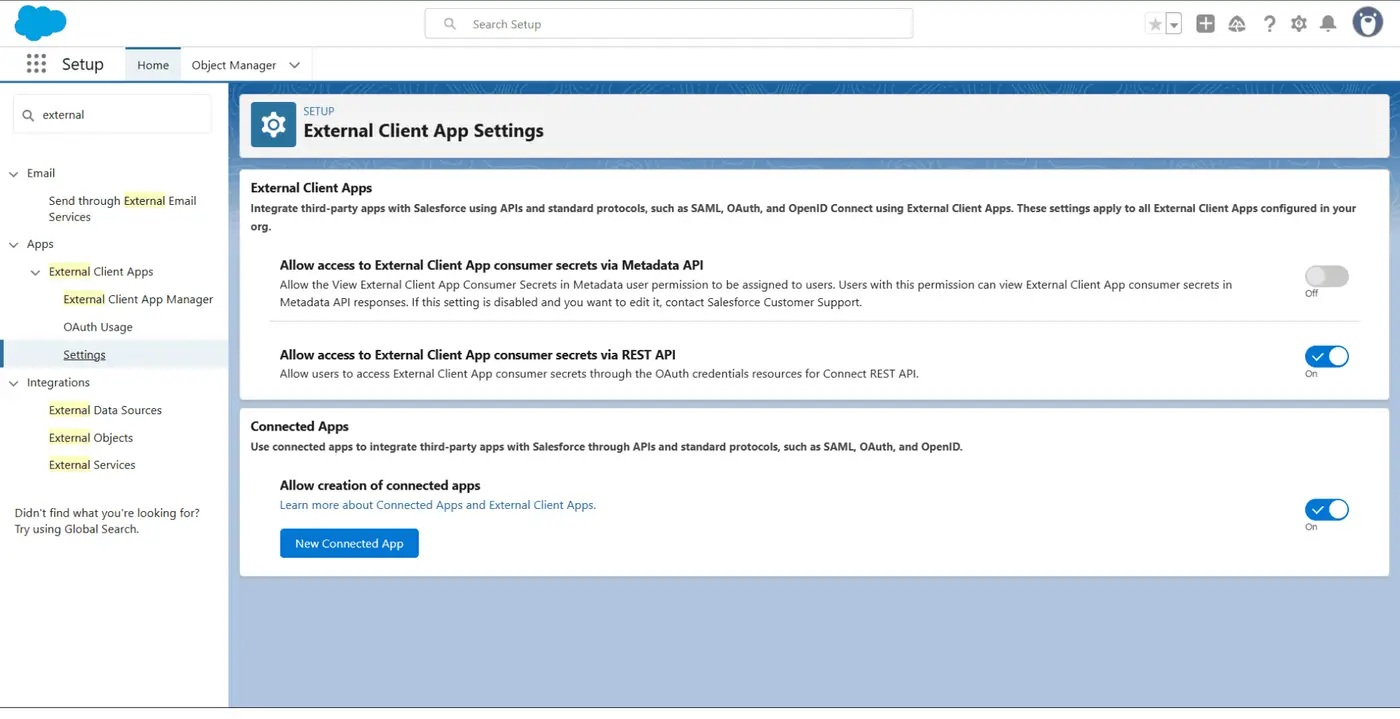 Search Setup
Setup
Home
Object Manager
external
Email
Send through External Email
Services
Apps
External Client Apps
External Client App Manager
OAuth Usage
Settings
Integrations
External Data Sources
External Objects
External Services
Didn't find what you're looking for?
Try using Global Search.
SETUP
External Client App Settings
External Client Apps
Integrate third-party apps with Salesforce using APIs and standard protocols, such as SAML, OAuth, and OpenID Connect using External Client Apps. These settings apply to all External Client Apps configured in your
org.
Allow access to External Client App consumer secrets via Metadata API
Allow the View External Client App Consumer Secrets in Metadata user permission to be assigned to users. Users with this permission can view External Client App consumer secrets in
Metadata API responses. If this setting is disabled and you want to edit it, contact Salesforce Customer Support.
Off
Allow access to External Client App consumer secrets via REST API
Allow users to access External Client App consumer secrets through the OAuth credentials resources for Connect REST API.
On
Connected Apps
Use connected apps to integrate third-party apps with Salesforce through APIs and standard protocols, such as SAML, OAuth, and OpenID.
Allow creation of connected apps
Learn more about Connected Apps and External Client Apps.
On
New Connected App